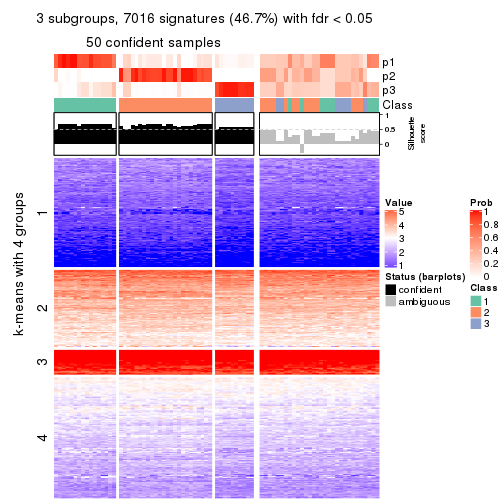 3 subgroups, 7016 signatures (46.7%) with fdr < 0.05
50 confident samples
p1
p2
p3
Class
1
0.5
0
Silhouette
score
k-means with 4 groups
1
2
3
4
Value
5
4
3
2
1
Status (barplots)
confident
ambiguous
Prob
1
0.8
0.6
0.4
0.2
0
Class
1
2
3